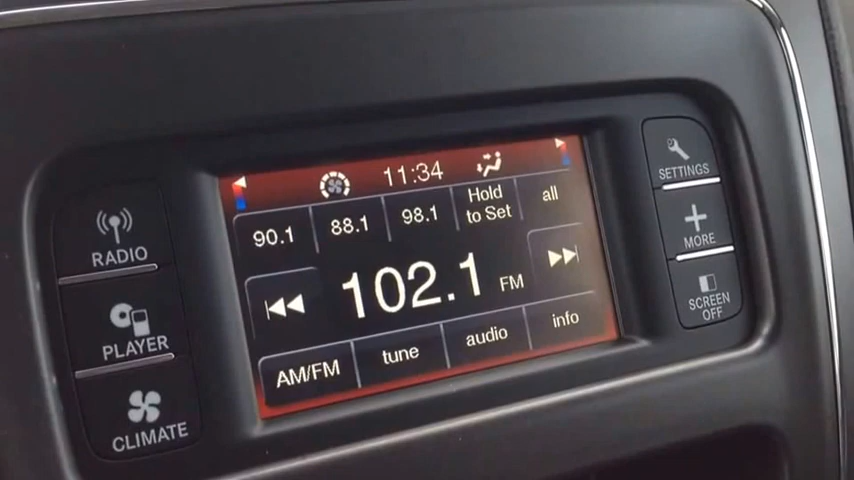 11:34
90.1 88.1 98.1 Hold to Set all
102.1 FM
AM/FM tune audio info
RADIO
PLAYER
CLIMATE
SETTINGS
MORE
SCREEN
OFF